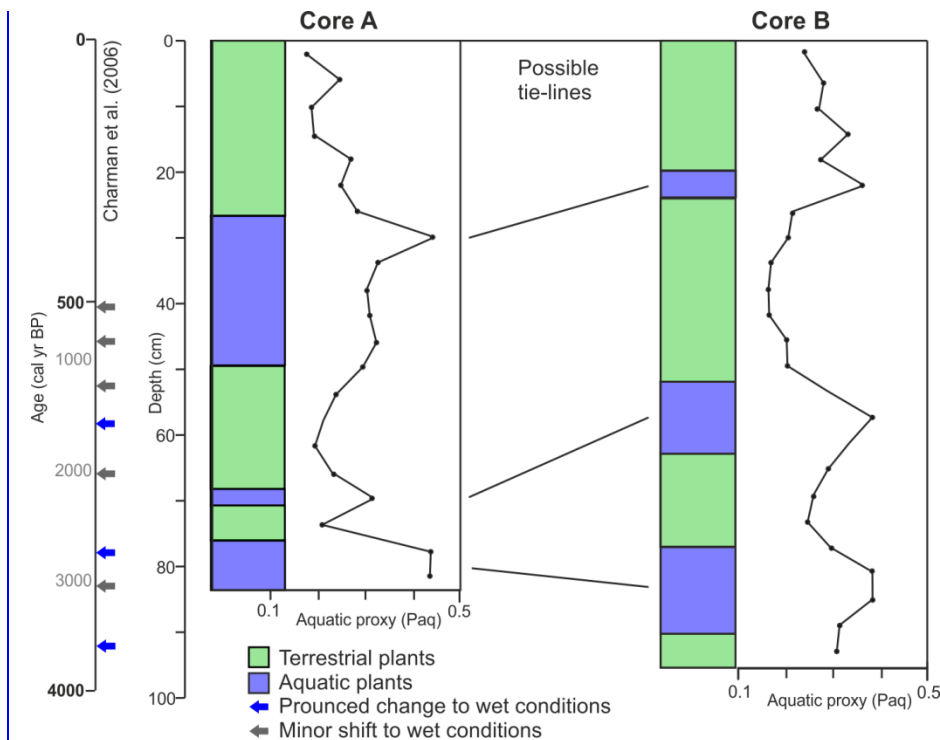 Core A
Core B
Age (cal yr BP)
0
500
1000
2000
3000
4000
Charman et al. (2006)
Depth (cm)
0
20
40
60
80
100
Possible
tie-lines
0.1
0.5
Aquatic proxy (Paq)
0.1
0.5
Aquatic proxy (Paq)
Terrestrial plants
Aquatic plants
Prounced change to wet conditions
Minor shift to wet conditions